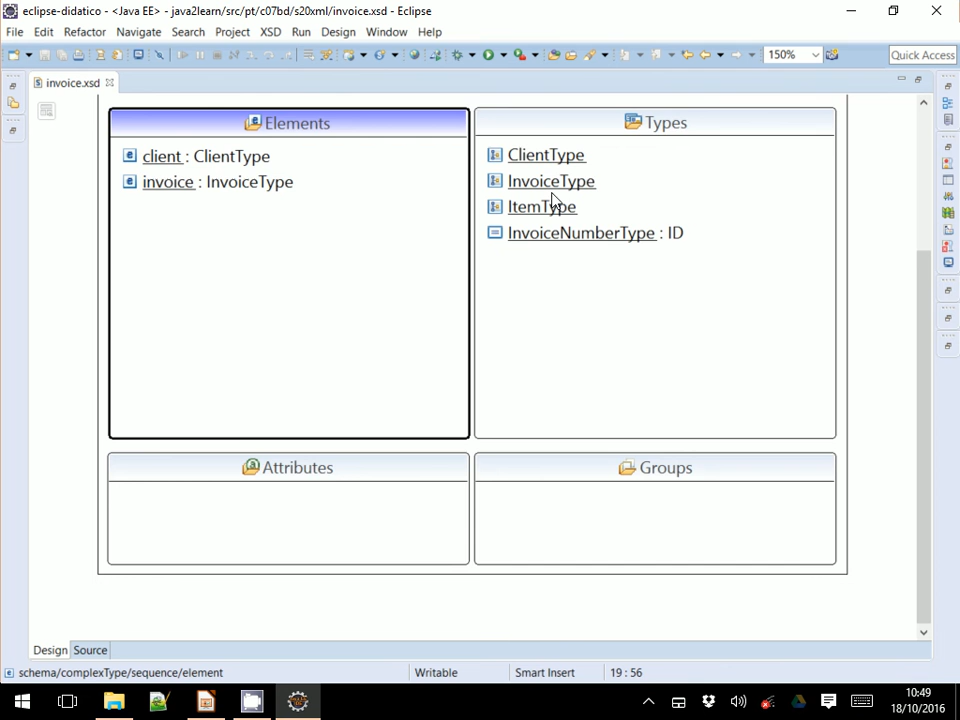 eclipse-didatico - <Java EE> - java2learn/src/pt/c07bd/s20xml/invoice.xsd - Eclipse
File Edit Refactor Navigate Search Project XSD Run Design Window Help
150%
Quick Access
invoice.xsd
Elements
client : ClientType
invoice : InvoiceType
Types
ClientType
InvoiceType
ItemType
InvoiceNumberType : ID
Attributes
Groups
Design Source
schema/complexType/sequence/element
Writable
Smart Insert
19 : 56
10:49
18/10/2016